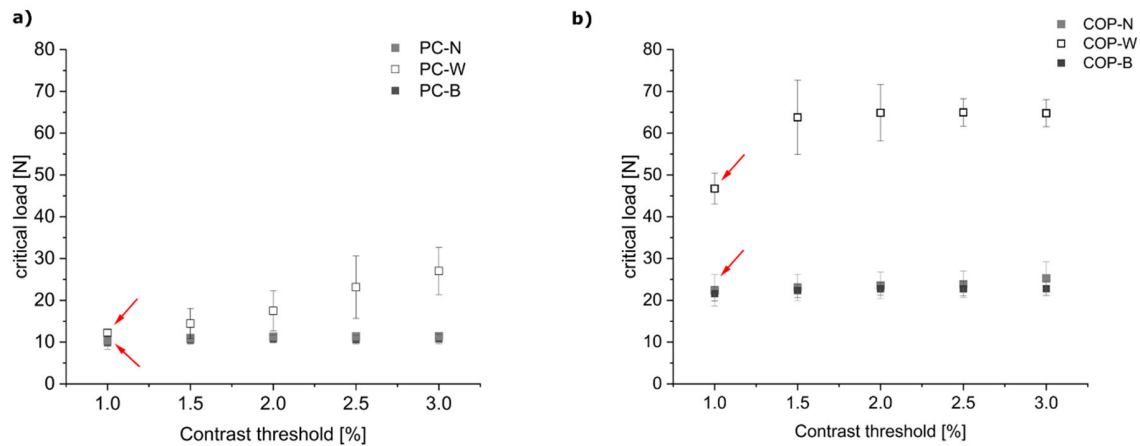 a)
PC-N
PC-W
PC-B
80
70
60
50
40
30
20
10
0
critical load [N]
1.0 1.5 2.0 2.5 3.0
Contrast threshold [%]
b)
COP-N
COP-W
COP-B
80
70
60
50
40
30
20
10
0
critical load [N]
1.0 1.5 2.0 2.5 3.0
Contrast threshold [%]